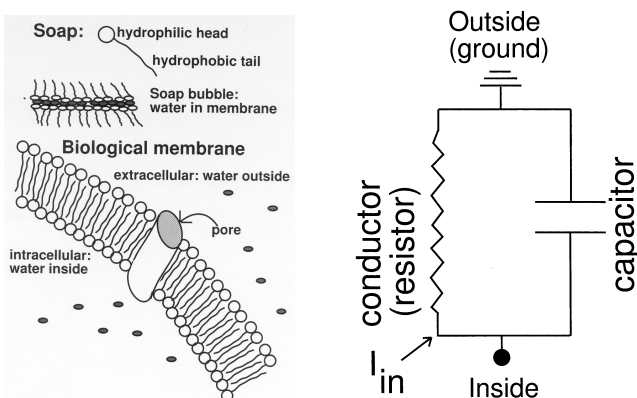 Soap:
hydrophilic head
hydrophobic tail
Soap bubble:
water in membrane
Biological membrane
extracellular: water outside
pore
intracellular:
water inside
Outside
(ground)
conductor
(resistor)
capacitor
Iin
Inside